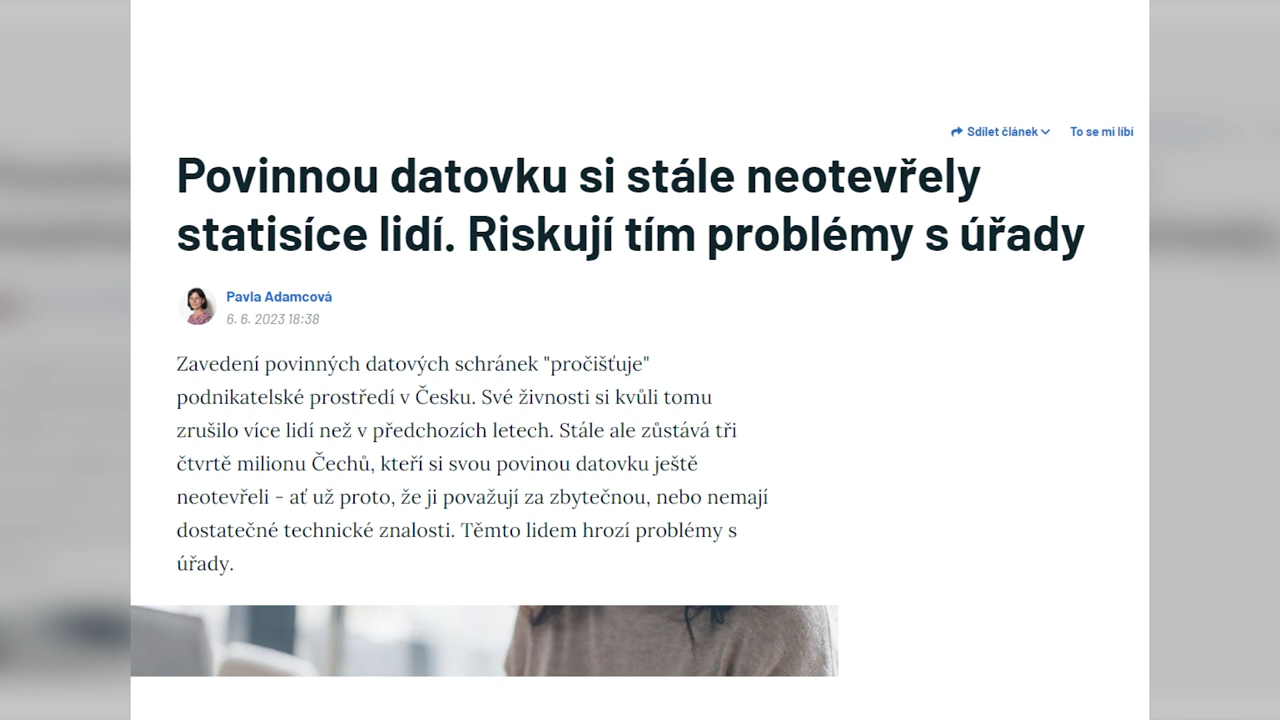 Sdílet článek
To se mi líbí
Povinnou datovku si stále neotevřely
statisíce lidí. Riskují tím problémy s úřady
Pavla Adamcová
6. 6. 2023 18:38
Zavedení povinných datových schránek "pročišťuje"
podnikatelské prostředí v Česku. Své živnosti si kvůli tomu
zrušilo více lidí než v předchozích letech. Stále ale zůstává tři
čtvrtě milionu Čechů, kteří si svou povinou datovku ještě
neotevřeli - ať už proto, že ji považují za zbytečnou, nebo nemají
dostatečné technické znalosti. Těmto lidem hrozí problémy s
úřady.